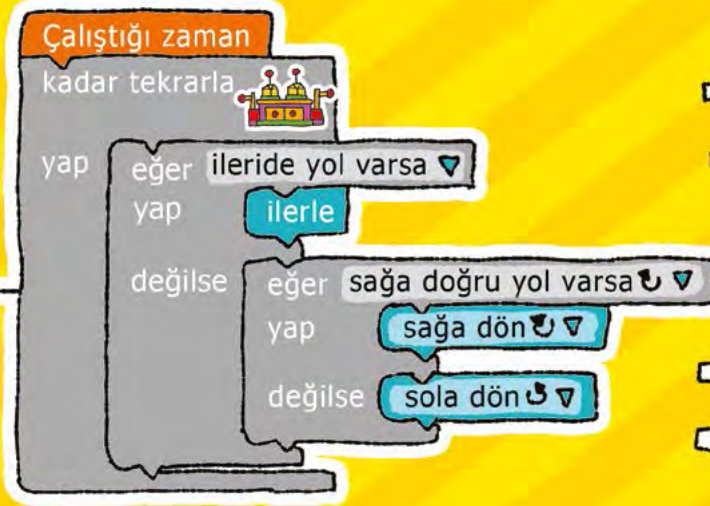 Çalıştığı zaman
kadar tekrarla
yap eğer ileride yol varsa
yap ilerle
değilse eğer sağa doğru yol varsa
yap sağa dön
değilse sola dön